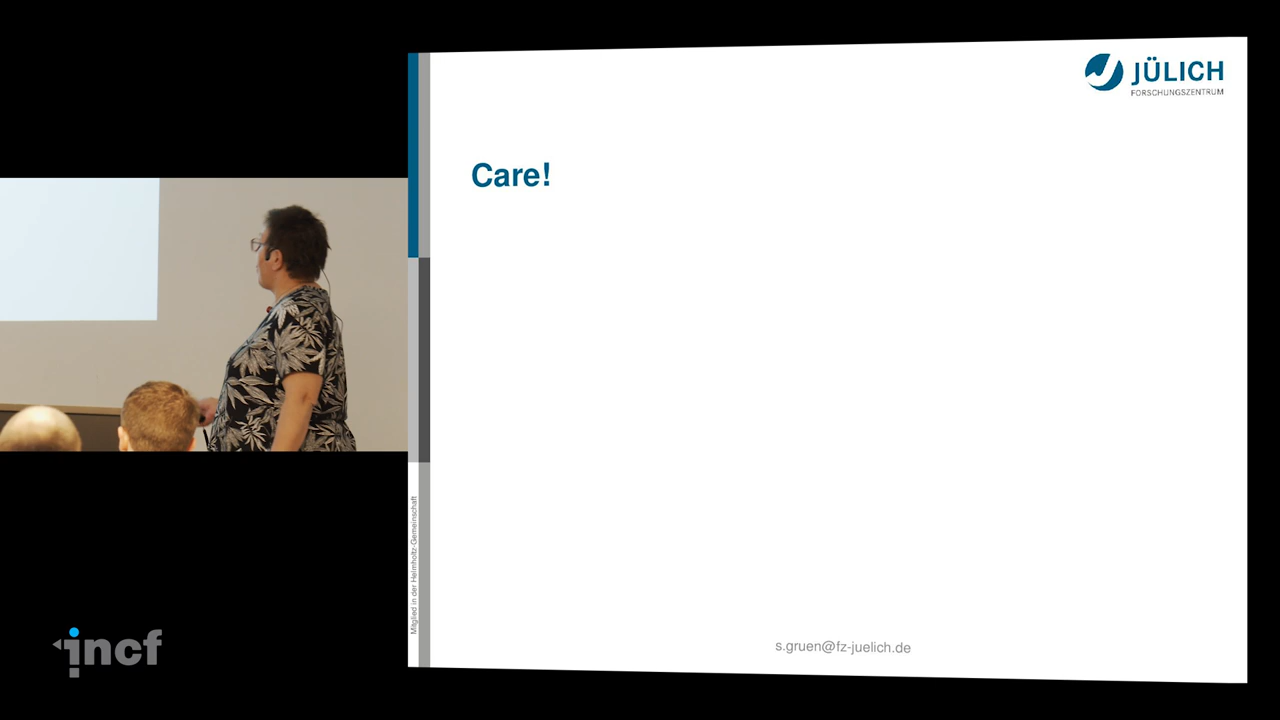 JÜLICH
FORSCHUNGSZENTRUM
Care!
Mitglied in der Helmholtz-Gemeinschaft
s.gruen@fz-juelich.de
incf